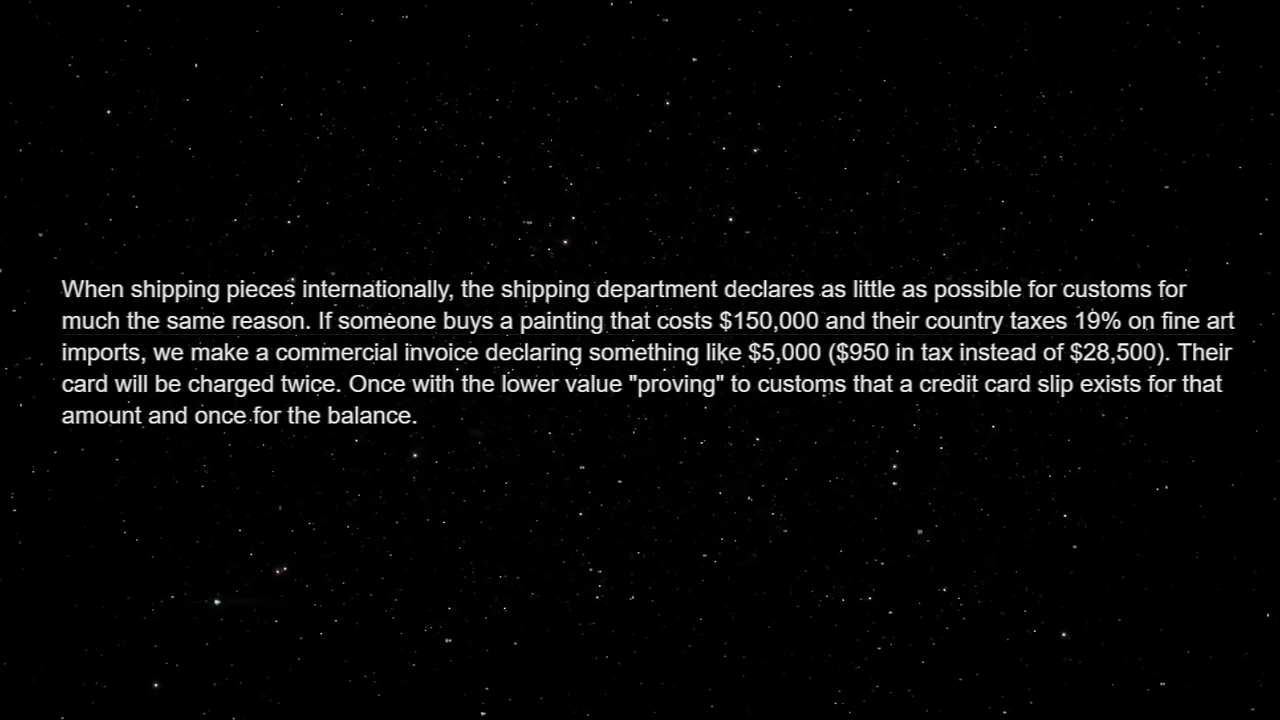 When shipping pieces internationally, the shipping department declares as little as possible for customs for
much the same reason. If someone buys a painting that costs $150,000 and their country taxes 19% on fine art
imports, we make a commercial invoice declaring something like $5,000 ($950 in tax instead of $28,500). Their
card will be charged twice. Once with the lower value "proving" to customs that a credit card slip exists for that
amount and once for the balance.